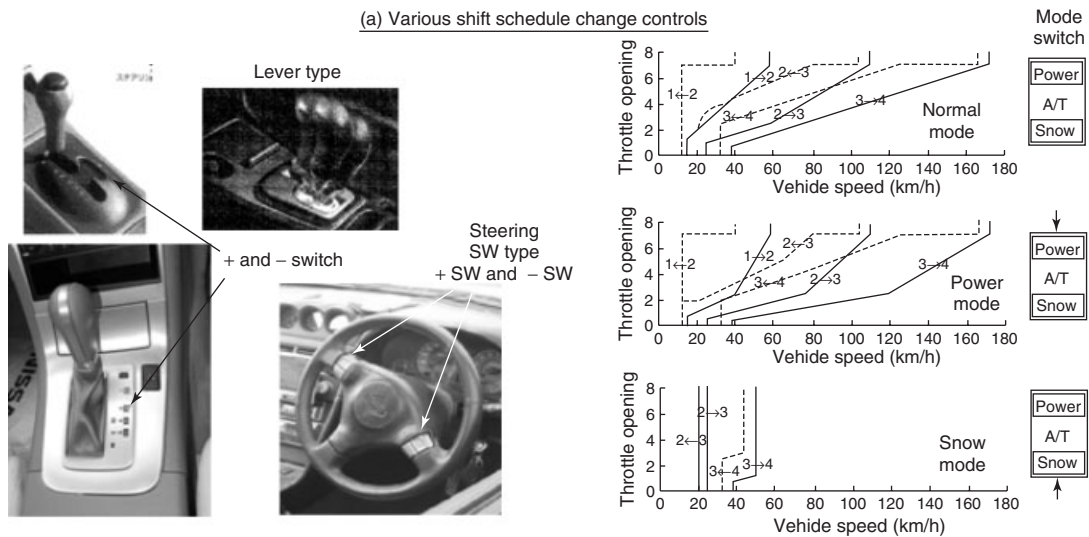 (a) Various shift schedule change controls
Lever type
+ and – switch
Steering
SW type
+ SW and – SW
NISSA
Throttle opening
8
6
4
2
0
1←2
1→2
2←3
3←4
2→3
3→4
Normal
mode
0 20 40 60 80 100 120 140 160 180
Vehide speed (km/h)
Mode
switch
Power
A/T
Snow
Throttle opening
8
6
4
2
0
1←2
1→2
2←3
3←4
2→3
3→4
Power
mode
0 20 40 60 80 100 120 140 160 180
Vehide speed (km/h)
Power
A/T
Snow
Throttle opening
8
6
4
2
0
2→3
2←3
3←4
3→4
Snow
mode
0 20 40 60 80 100 120 140 160 180
Vehide speed (km/h)
Power
A/T
Snow